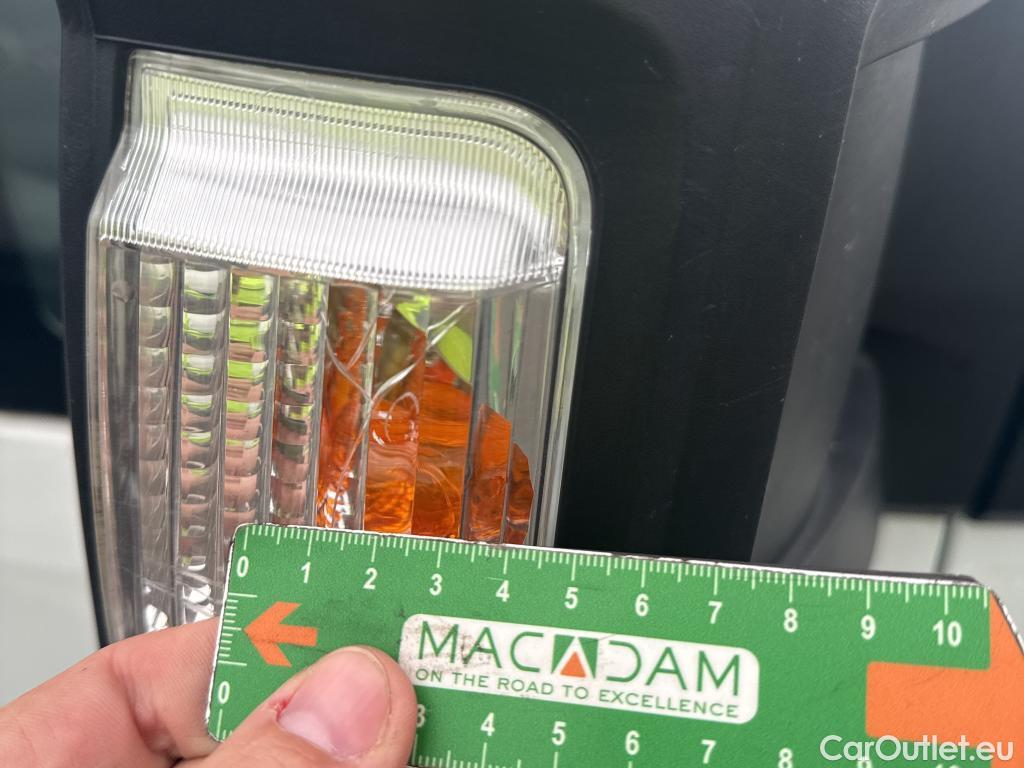 0 1 2 3 4 5 6 7 8 9 10
MACADAM
ON THE ROAD TO EXCELLENCE
0 3 4 5 6 7 8 9
CarOutlet.eu